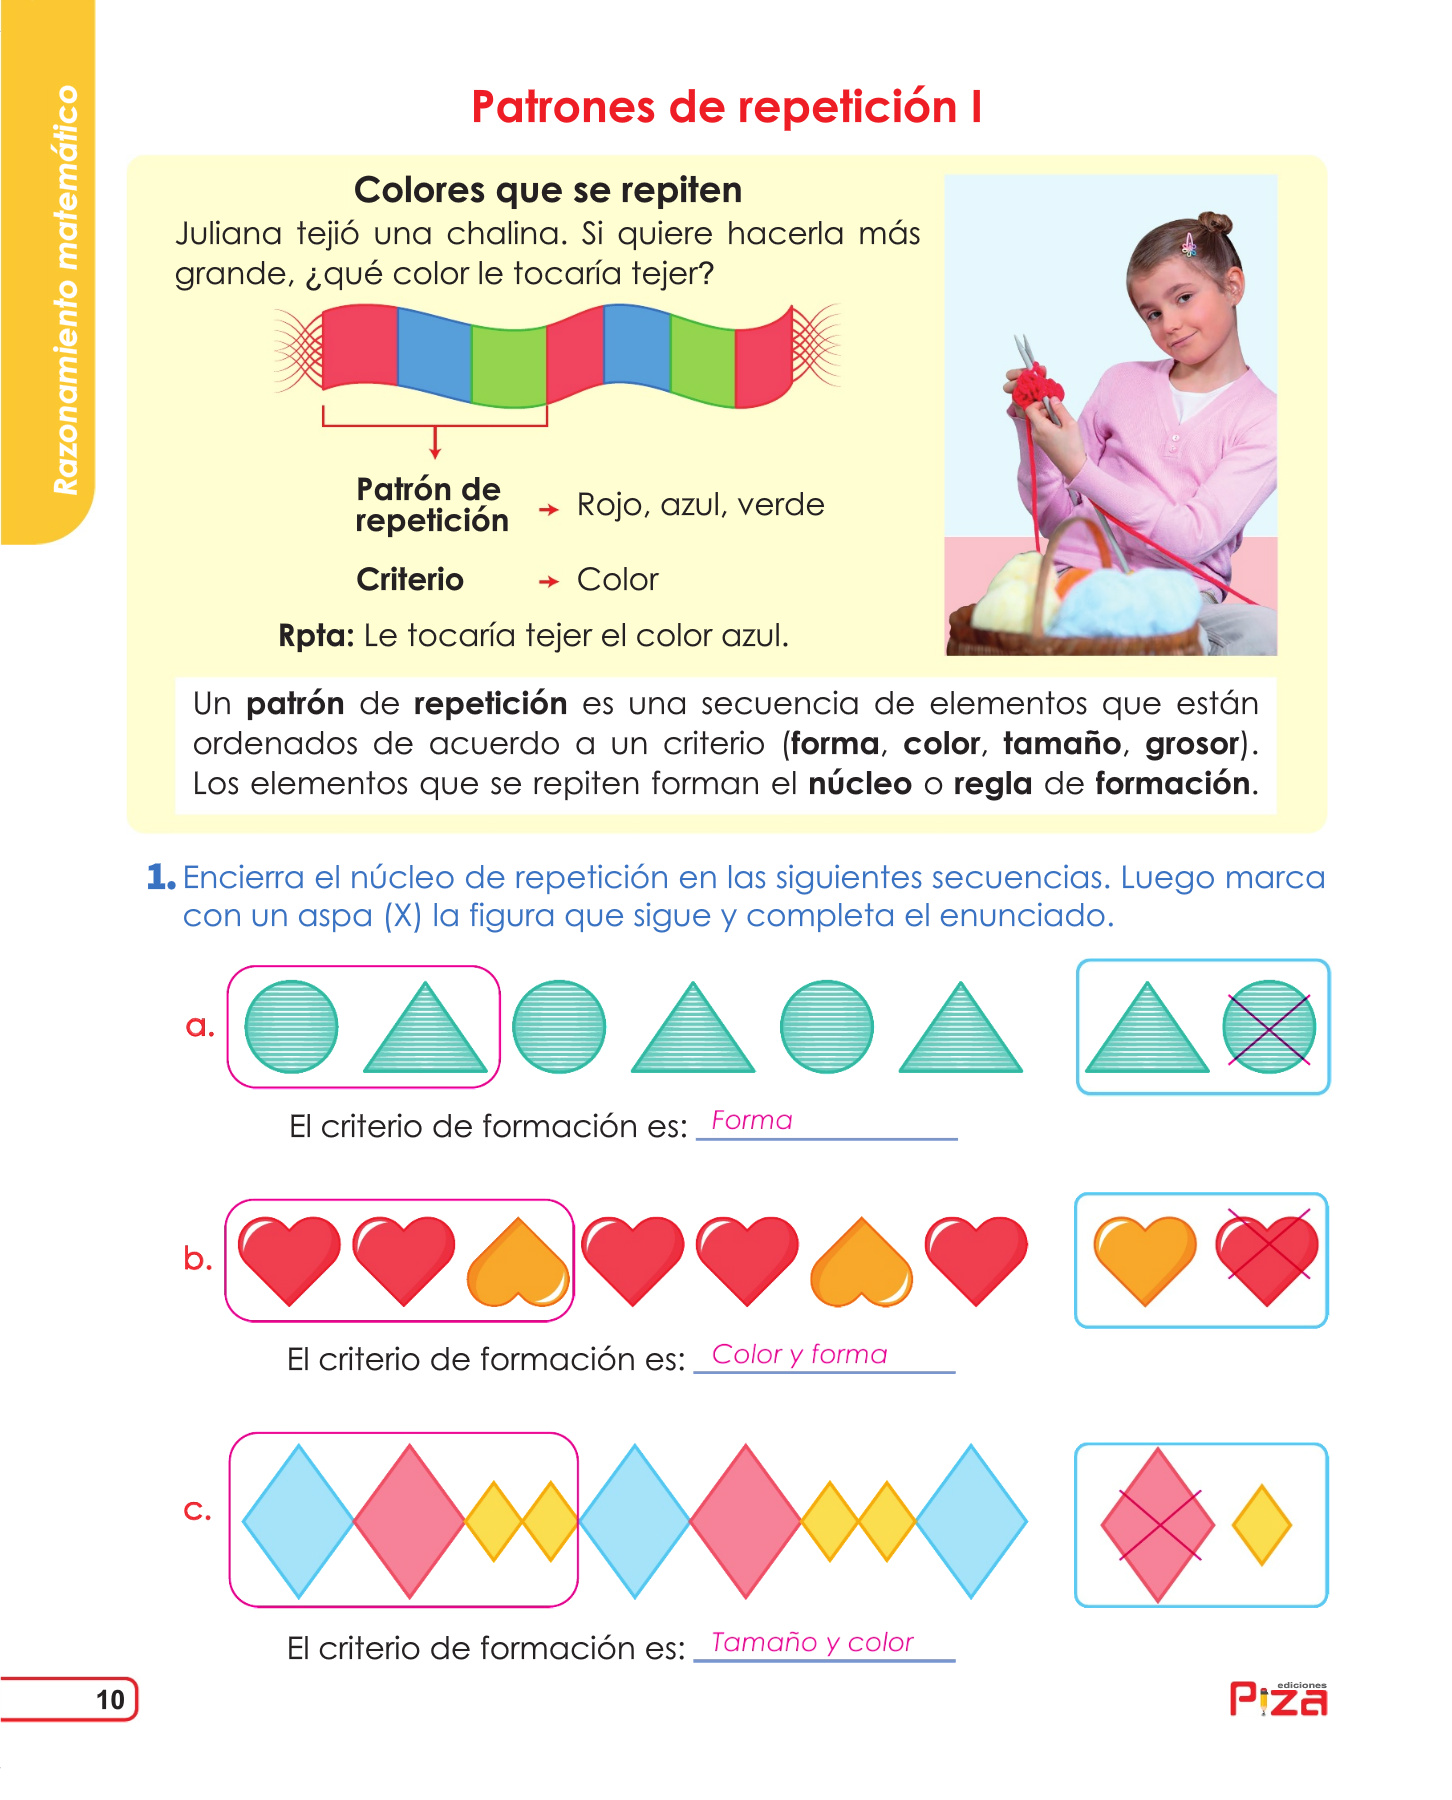 Razonamiento matemático
Patrones de repetición I
Colores que se repiten
Juliana tejió una chalina. Si quiere hacerla más
grande, ¿qué color le tocaría tejer?
Patrón de
repetición
Rojo, azul, verde
Criterio
Color
Rpta: Le tocaría tejer el color azul.
Un patrón de repetición es una secuencia de elementos que están
ordenados de acuerdo a un criterio (forma, color, tamaño, grosor).
Los elementos que se repiten forman el núcleo o regla de formación.
1. Encierra el núcleo de repetición en las siguientes secuencias. Luego marca
con un aspa (X) la figura que sigue y completa el enunciado.
a.
El criterio de formación es: Forma
b.
El criterio de formación es: Color y forma
c.
El criterio de formación es: Tamaño y color
10
ediciones
Piza